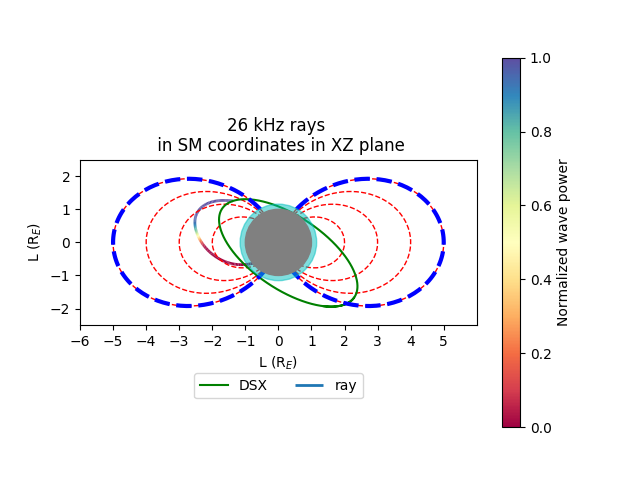 26 kHz rays
in SM coordinates in XZ plane
2
1
0
−1
−2
L (R_E)
−6 −5 −4 −3 −2 −1 0 1 2 3 4 5
L (R_E)
DSX ray
1.0
0.8
0.6
0.4
0.2
0.0
Normalized wave power